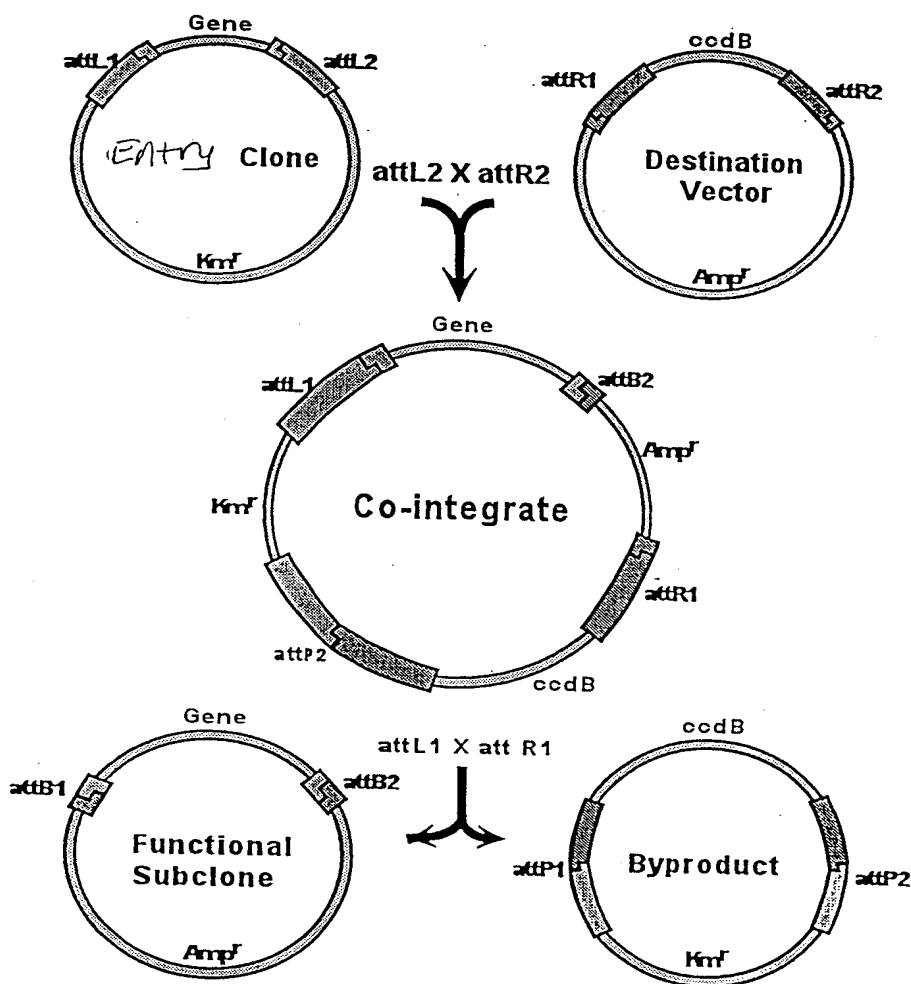 Gene
attL1
attL2
Entry Clone
Kmr
ccdB
attR1
attR2
Destination
Vector
Ampr
attL2 X attR2
Gene
attL1
attB2
Ampr
Kmr
Co-integrate
attR1
attP2
ccdB
attL1 X att R1
Gene
attB1
attB2
Functional
Subclone
Ampr
ccdB
attP1
Byproduct
attP2
Kmr